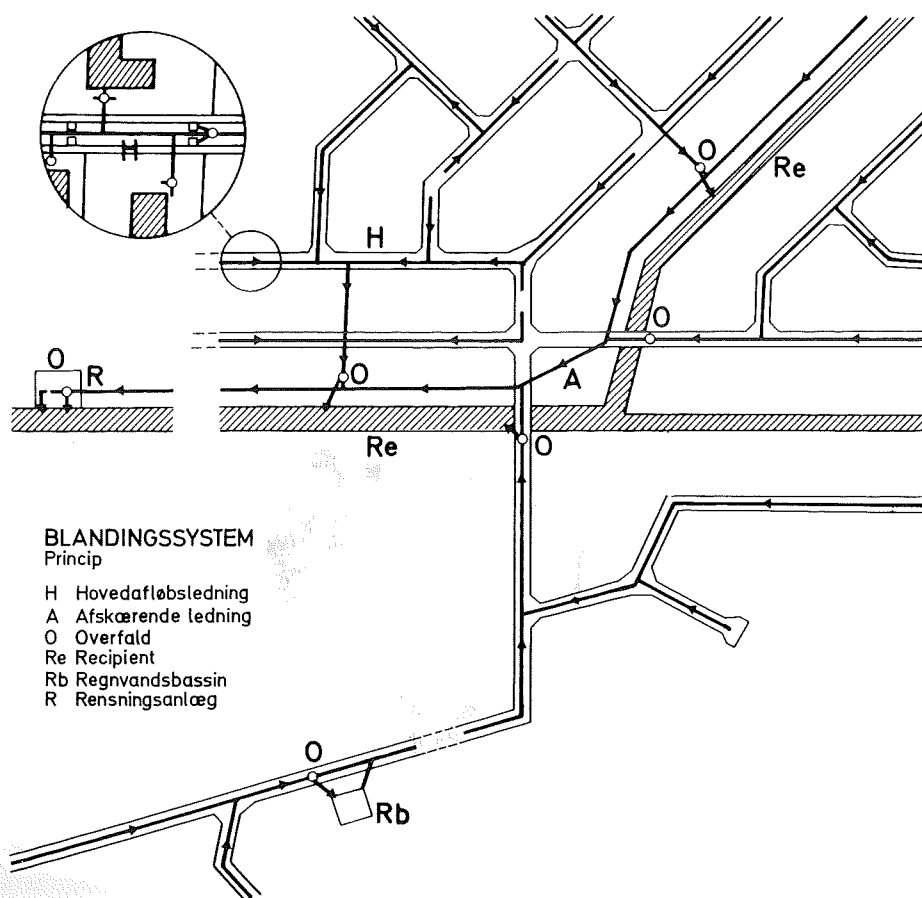 H
O
Re
H
O
O
R
A
O
Re
O
BLANDINGSSYSTEM
Princip
H Hovedafløbsledning
A Afskærende ledning
O Overfald
Re Recipient
Rb Regnvandsbassin
R Rensningsanlæg
O
Rb